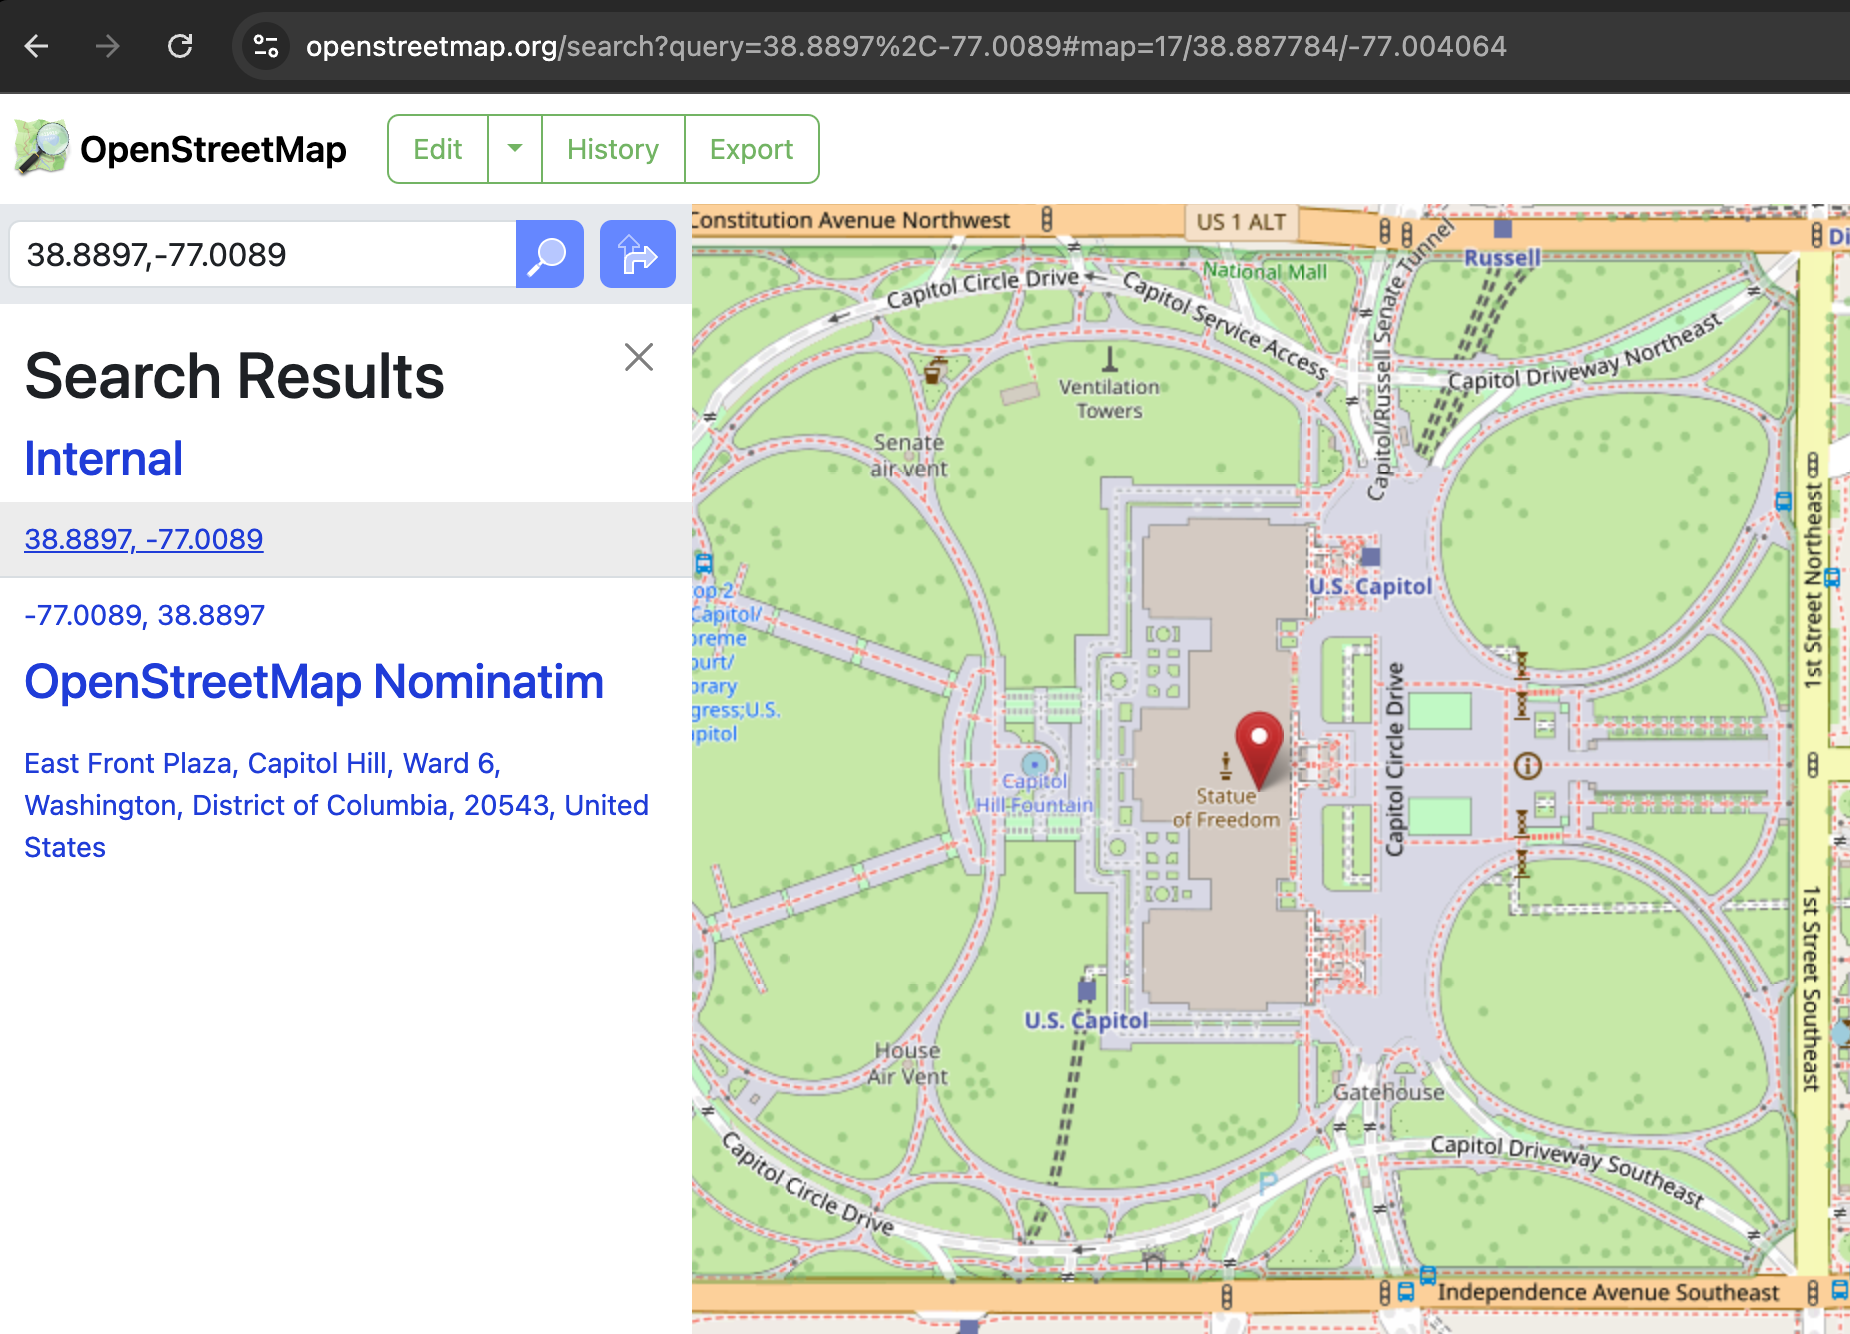 openstreetmap.org/search?query=38.8897%2C-77.0089#map=17/38.887784/-77.004064
OpenStreetMap
Edit
History
Export
38.8897,-77.0089
Search Results
Internal
38.8897, -77.0089
-77.0089, 38.8897
OpenStreetMap Nominatim
East Front Plaza, Capitol Hill, Ward 6,
Washington, District of Columbia, 20543, United
States
Constitution Avenue Northwest
US 1 ALT
Russell
Di
National Mall
Capitol Circle Drive
Capitol Service Access
Capitol/Russell Senate Tunnel
Capitol Driveway Northeast
Ventilation
Towers
Senate
air vent
1st Street Northeast
U.S. Capitol
op 2
Capitol/
preme
ourt/
brary
gress;U.S.
apitol
Capitol Circle Drive
Capitol
Hill Fountain
Statue
of Freedom
1st Street Southeast
U.S. Capitol
House
Air Vent
Gatehouse
Capitol Circle Drive
Capitol Driveway Southeast
P
Independence Avenue Southeast